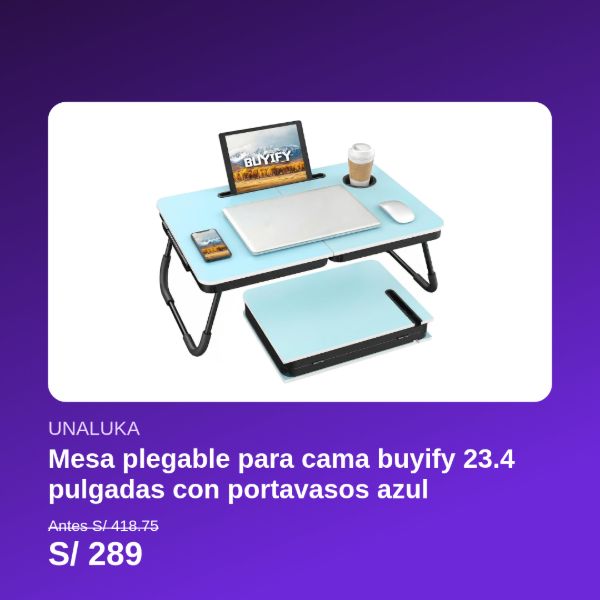 BUYIFY
UNALUKA
Mesa plegable para cama buyify 23.4
pulgadas con portavasos azul
Antes S/ 418.75
S/ 289